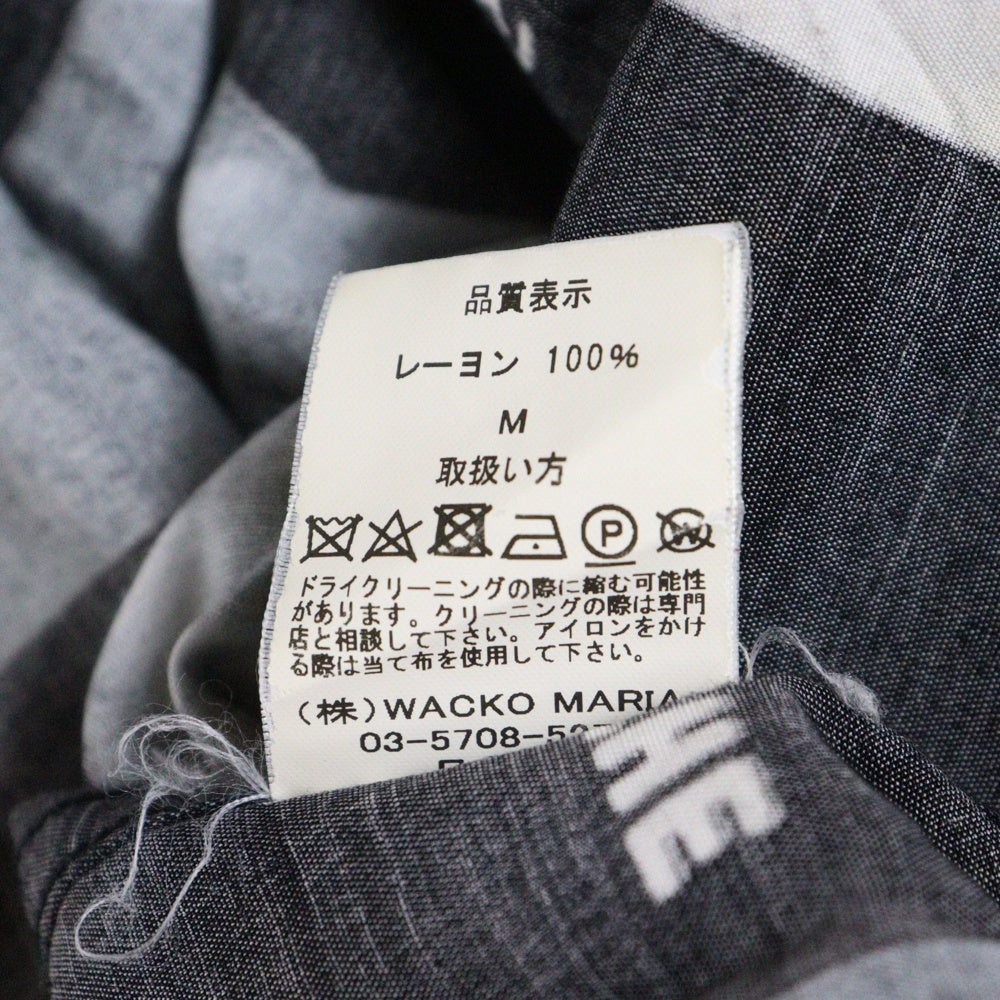 品質表示
レーヨン 100%
M
取扱い方
P W
ドライクリーニングの際に縮む可能性
があります。クリーニングの際は専門
店と相談して下さい。アイロンをかけ
る際は当て布を使用して下さい。
(株)WACKO MARIA
03-5708-52
HE